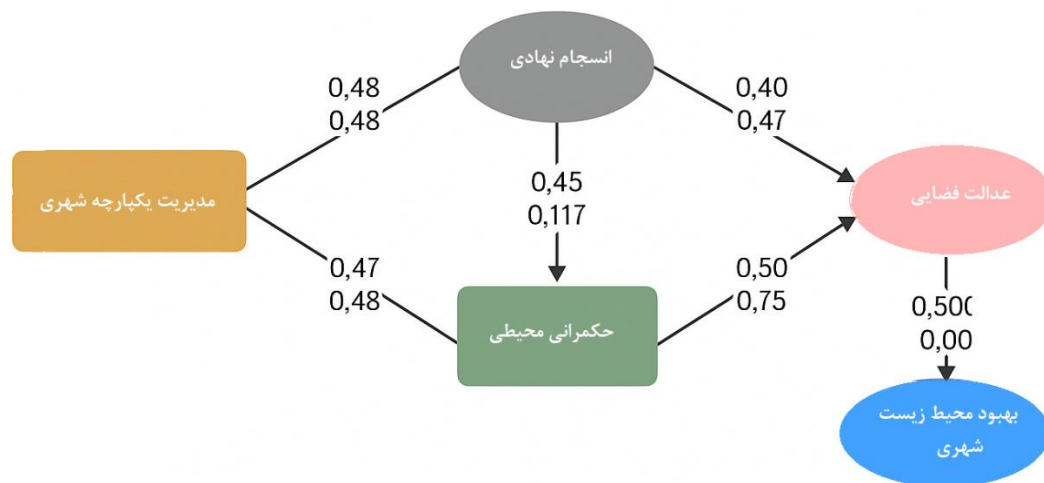 انسجام نهادی
0,48
0,48
0,40
0,47
مدیریت یکپارچه شهری
0,45
0,117
عدالت فضایی
0,47
0,48
حکمرانی محیطی
0,50
0,75
0,500
0,00
بهبود محیط زیست
شهری